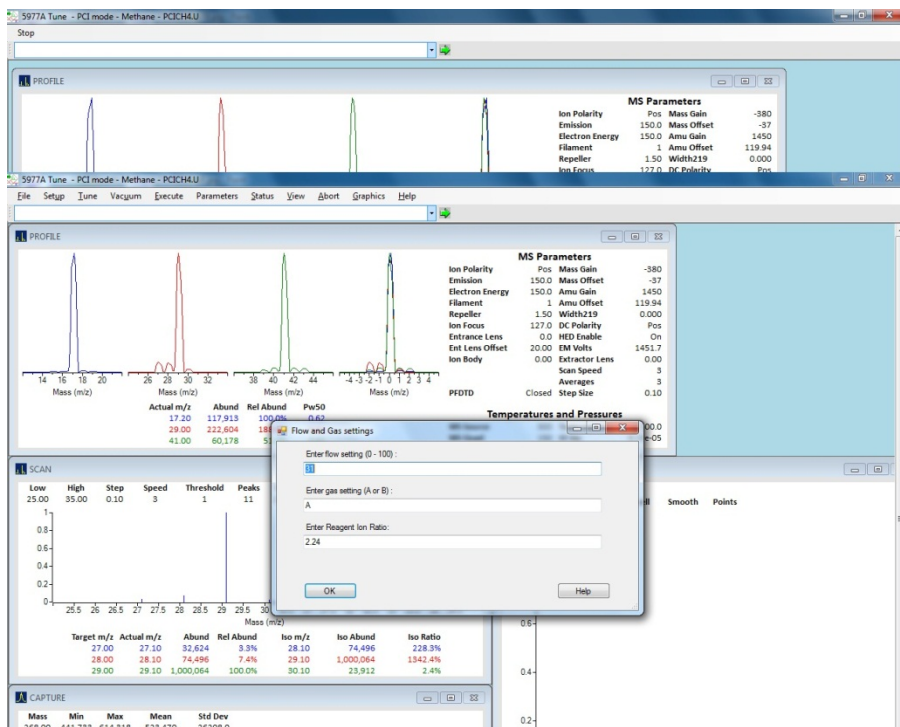 5977A Tune - PCI mode - Methane - PCICH4.U
Stop
PROFILE
MS Parameters
Ion Polarity Pos Mass Gain -380
Emission 150.0 Mass Offset -37
Electron Energy 150.0 Amu Gain 1450
Filament 1 Amu Offset 119.94
Repeller 1.50 Width219 0.000
Ion Focus 127.0 DC Polarity Pos
5977A Tune - PCI mode - Methane - PCICH4.U
File Setup Tune Vacuum Execute Parameters Status View Abort Graphics Help
PROFILE
MS Parameters
Ion Polarity Pos Mass Gain -380
Emission 150.0 Mass Offset -37
Electron Energy 150.0 Amu Gain 1450
Filament 1 Amu Offset 119.94
Repeller 1.50 Width219 0.000
Ion Focus 127.0 DC Polarity Pos
Entrance Lens 0.0 HED Enable On
Ent Lens Offset 20.00 EM Volts 1451.7
Ion Body 0.00 Extractor Lens 0.00
Scan Speed 3
Averages 3
PFDTD Closed Step Size 0.10
14 16 18 20 26 28 30 32 38 40 42 44 -4 -3 -2 -1 0 1 2 3 4
Mass (m/z) Mass (m/z) Mass (m/z) Mass (m/z)
Actual m/z Abund Rel Abund Pw50
17.20 117,913 100.0% 0.62
29.00 222,604
41.00 60,178
Temperatures and Pressures
Flow and Gas settings
Enter flow setting (0 - 100) :
31
Enter gas setting (A or B) :
A
Enter Reagent Ion Ratio:
2.24
OK Help
SCAN
Low High Step Speed Threshold Peaks
25.00 35.00 0.10 3 1 11
Smooth Points
1
0.8
0.6
0.4
0.2
0
25.5 26 26.5 27 27.5 28 28.5 29 29.5 30
Mass (m/z)
Target m/z Actual m/z Abund Rel Abund Iso m/z Iso Abund Iso Ratio
27.00 27.10 32,624 3.3% 28.10 74,496 228.3%
28.00 28.10 74,496 7.4% 29.10 1,000,064 1342.4%
29.00 29.10 1,000,064 100.0% 30.10 23,912 2.4%
0.6
0.4
0.2
CAPTURE
Mass Min Max Mean Std Dev